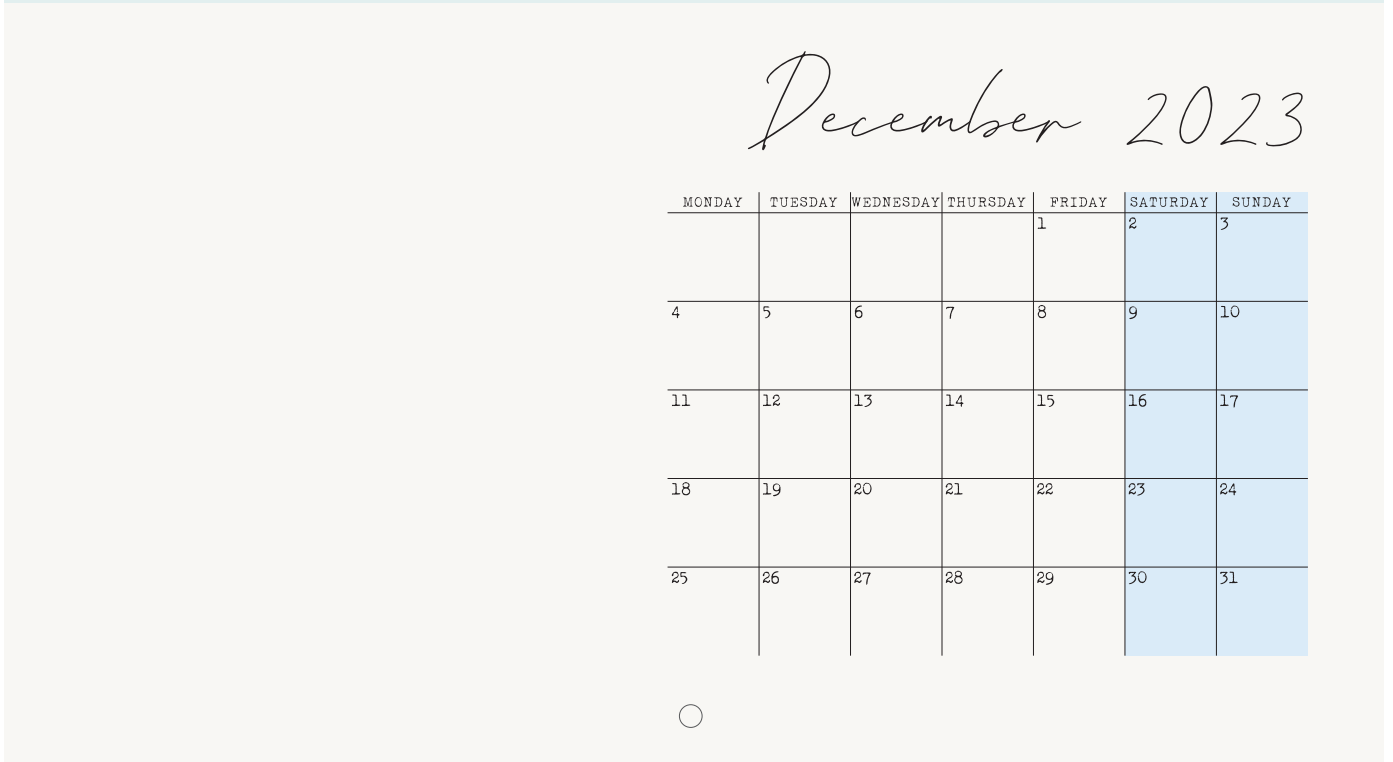 December 2023
MONDAY TUESDAY WEDNESDAY THURSDAY FRIDAY SATURDAY SUNDAY
1 2 3
4 5 6 7 8 9 10
11 12 13 14 15 16 17
18 19 20 21 22 23 24
25 26 27 28 29 30 31